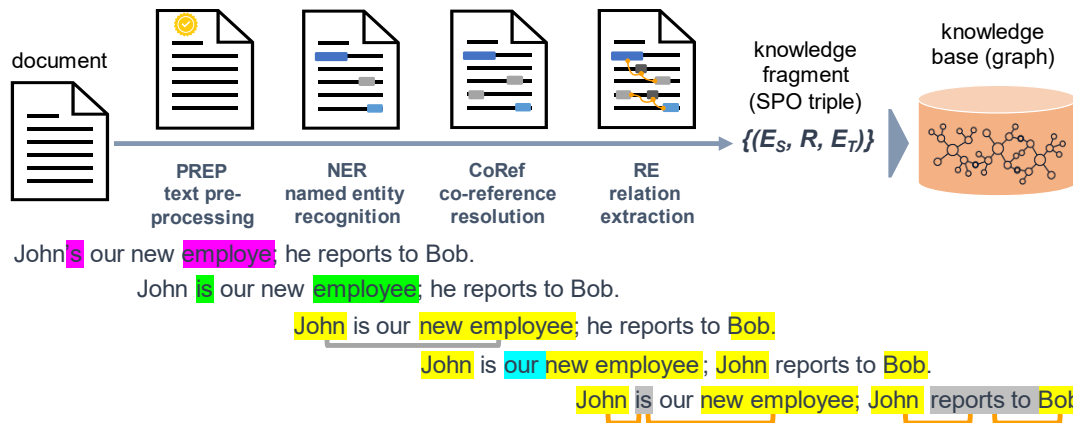 document
knowledge
fragment
(SPO triple)
knowledge
base (graph)
{(E_S, R, E_T)}
PREP
text pre-
processing
NER
named entity
recognition
CoRef
co-reference
resolution
RE
relation
extraction
John's our new employe; he reports to Bob.
John is our new employee; he reports to Bob.
John is our new employee; he reports to Bob.
John is our new employee; John reports to Bob.
John is our new employee; John reports to Bob